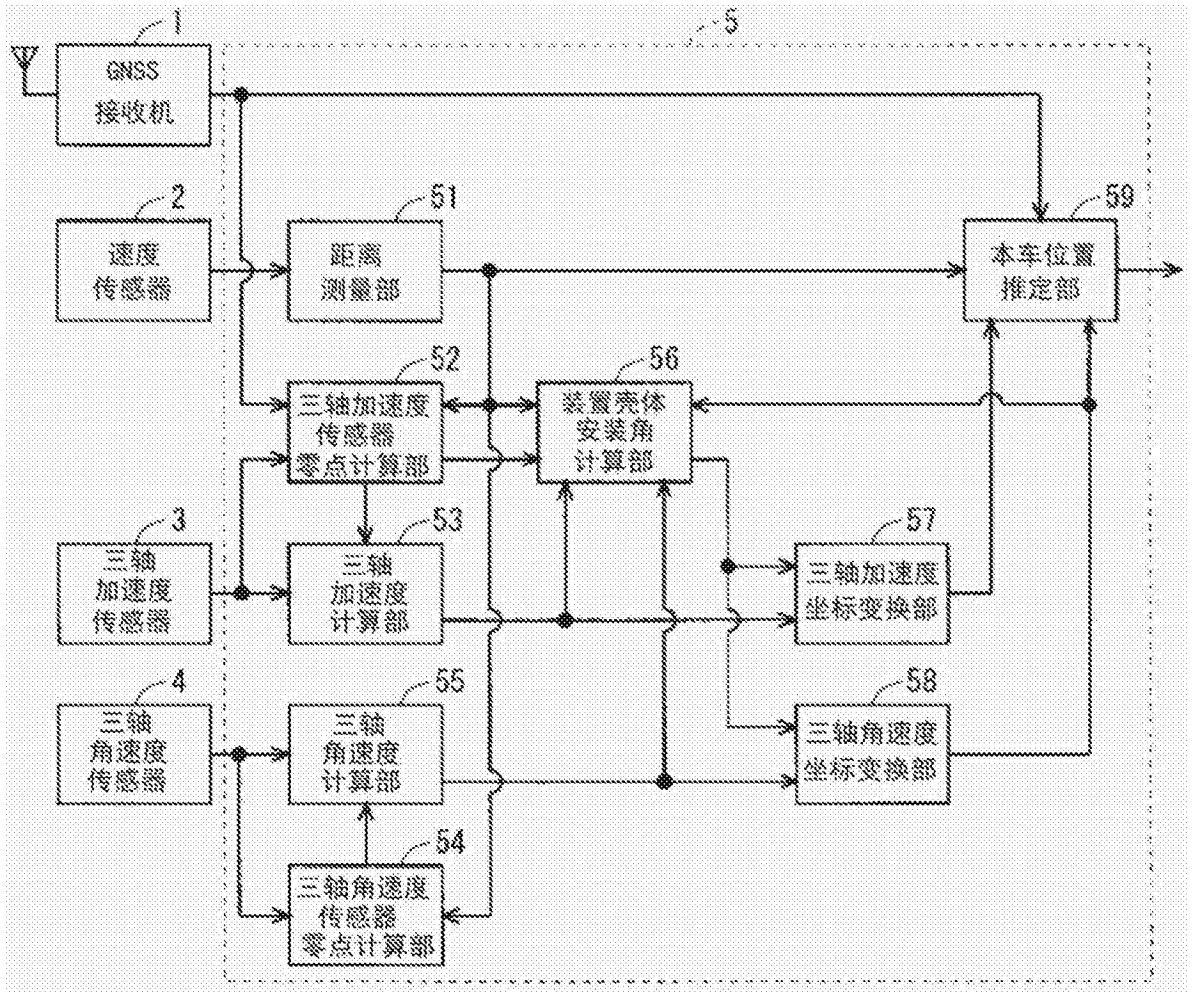 1
5
GNSS
接收机
2
51
59
速度
传感器
距离
测量部
本车位置
推定部
52
56
三轴加速度
传感器
零点计算部
装置壳体
安装角
计算部
3
53
57
三轴
加速度
传感器
三轴
加速度
计算部
三轴加速度
坐标变换部
4
55
58
三轴
角速度
传感器
三轴
角速度
计算部
三轴角速度
坐标变换部
54
三轴角速度
传感器
零点计算部